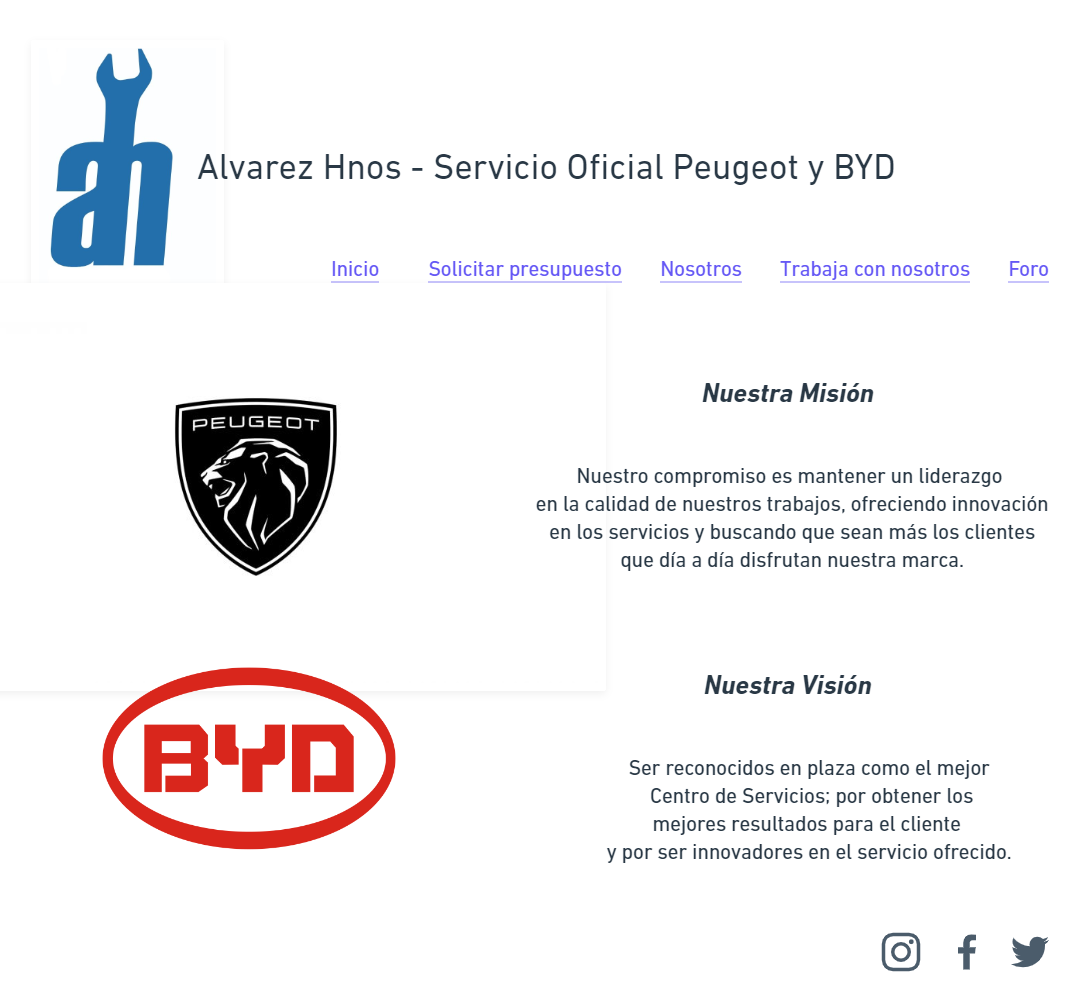 ah
Alvarez Hnos - Servicio Oficial Peugeot y BYD
Inicio Solicitar presupuesto Nosotros Trabaja con nosotros Foro
PEUGEOT
Nuestra Misión
Nuestro compromiso es mantener un liderazgo
en la calidad de nuestros trabajos, ofreciendo innovación
en los servicios y buscando que sean más los clientes
que día a día disfrutan nuestra marca.
BYD
Nuestra Visión
Ser reconocidos en plaza como el mejor
Centro de Servicios; por obtener los
mejores resultados para el cliente
y por ser innovadores en el servicio ofrecido.